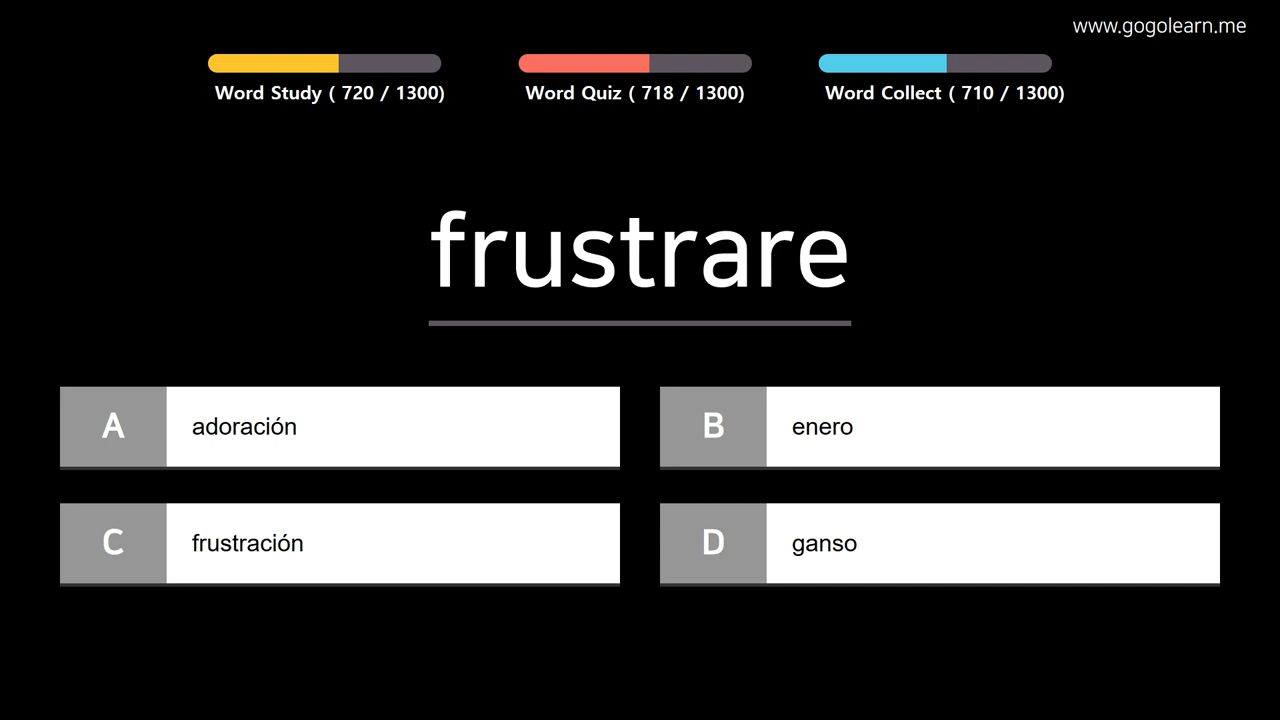 www.gogolearn.me
Word Study ( 720 / 1300)
Word Quiz ( 718 / 1300)
Word Collect ( 710 / 1300)
frustrare
A
adoración
B
enero
C
frustración
D
ganso